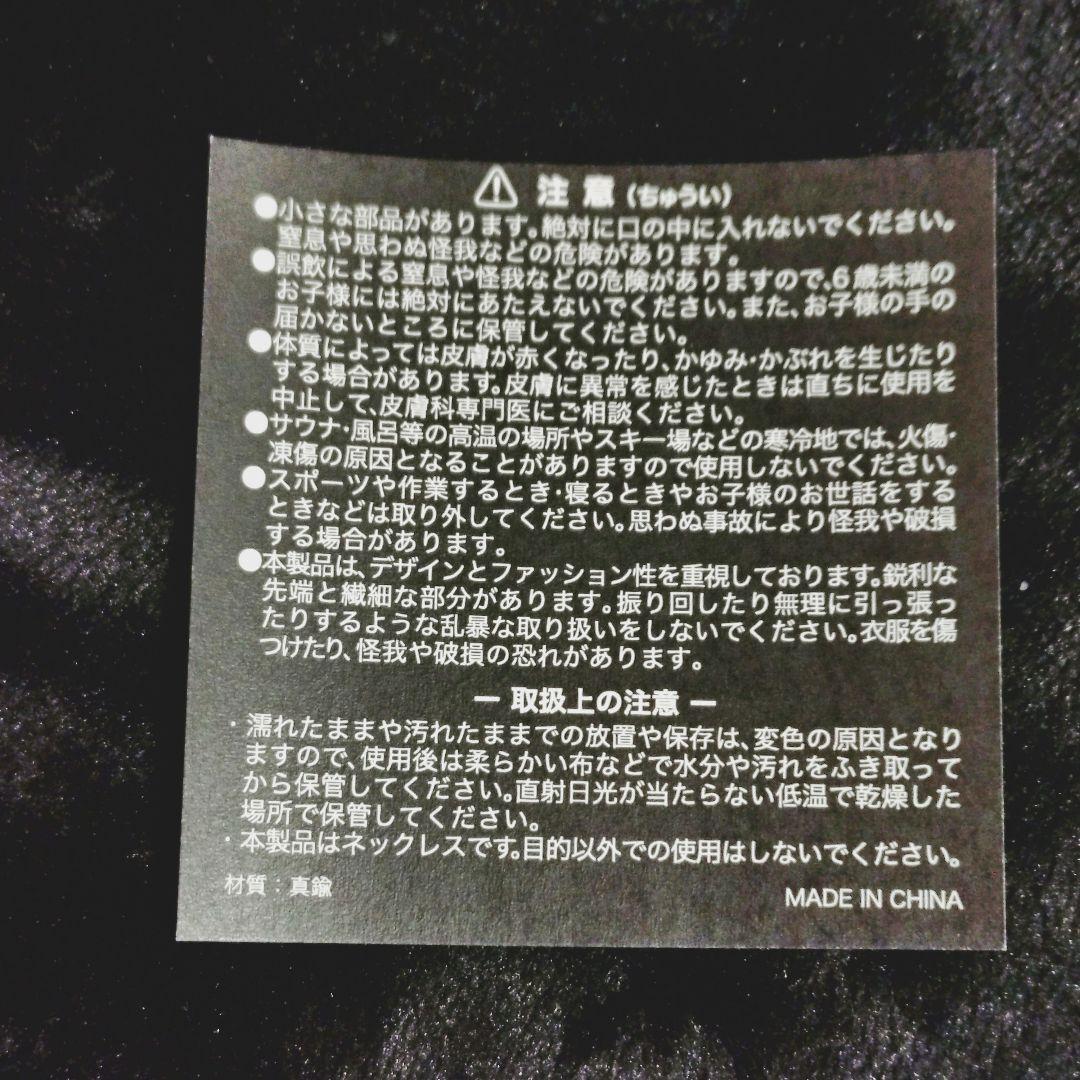 ⚠ 注意(ちゅうい)
●小さな部品があります。絶対に口の中に入れないでください。
窒息や思わぬ怪我などの危険があります。
●誤飲による窒息や怪我などの危険がありますので、6歳未満の
お子様には絶対にあたえないでください。また、お子様の手の
届かないところに保管してください。
●体質によっては皮膚が赤くなったり、かゆみ・かぶれを生じたり
する場合があります。皮膚に異常を感じたときは直ちに使用を
中止して、皮膚科専門医にご相談ください。
●サウナ・風呂等の高温の場所やスキー場などの寒冷地では、火傷・
凍傷の原因となることがありますので使用しないでください。
●スポーツや作業するとき・寝るときやお子様のお世話をする
ときなどは取り外してください。思わぬ事故により怪我や破損
する場合があります。
●本製品は、デザインとファッション性を重視しております。鋭利な
先端と繊細な部分があります。振り回したり無理に引っ張っ
たりするような乱暴な取り扱いをしないでください。衣服を傷
つけたり、怪我や破損の恐れがあります。
― 取扱上の注意 ―
・濡れたままや汚れたままでの放置や保存は、変色の原因となり
ますので、使用後は柔らかい布などで水分や汚れをふき取って
から保管してください。直射日光が当たらない低温で乾燥した
場所で保管してください。
・本製品はネックレスです。目的以外での使用はしないでください。
材質：真鍮
MADE IN CHINA